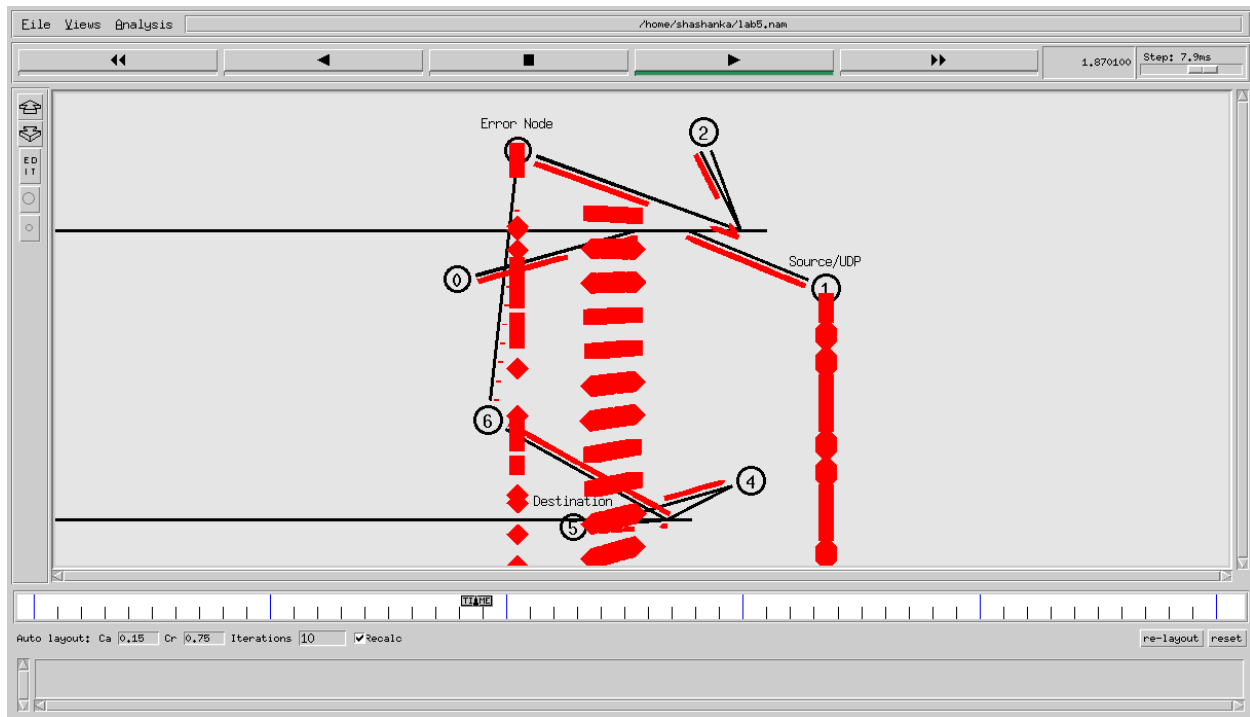 File Views Analysis /home/shashanka/lab5.nam
1.870100 Step: 7.9ms
ED
IT
Error Node
2
0
Source/UDP
1
6
4
Destination
5
TIME
Auto layout: Ca 0.15 Cr 0.75 Iterations 10 Recalc re-layout reset